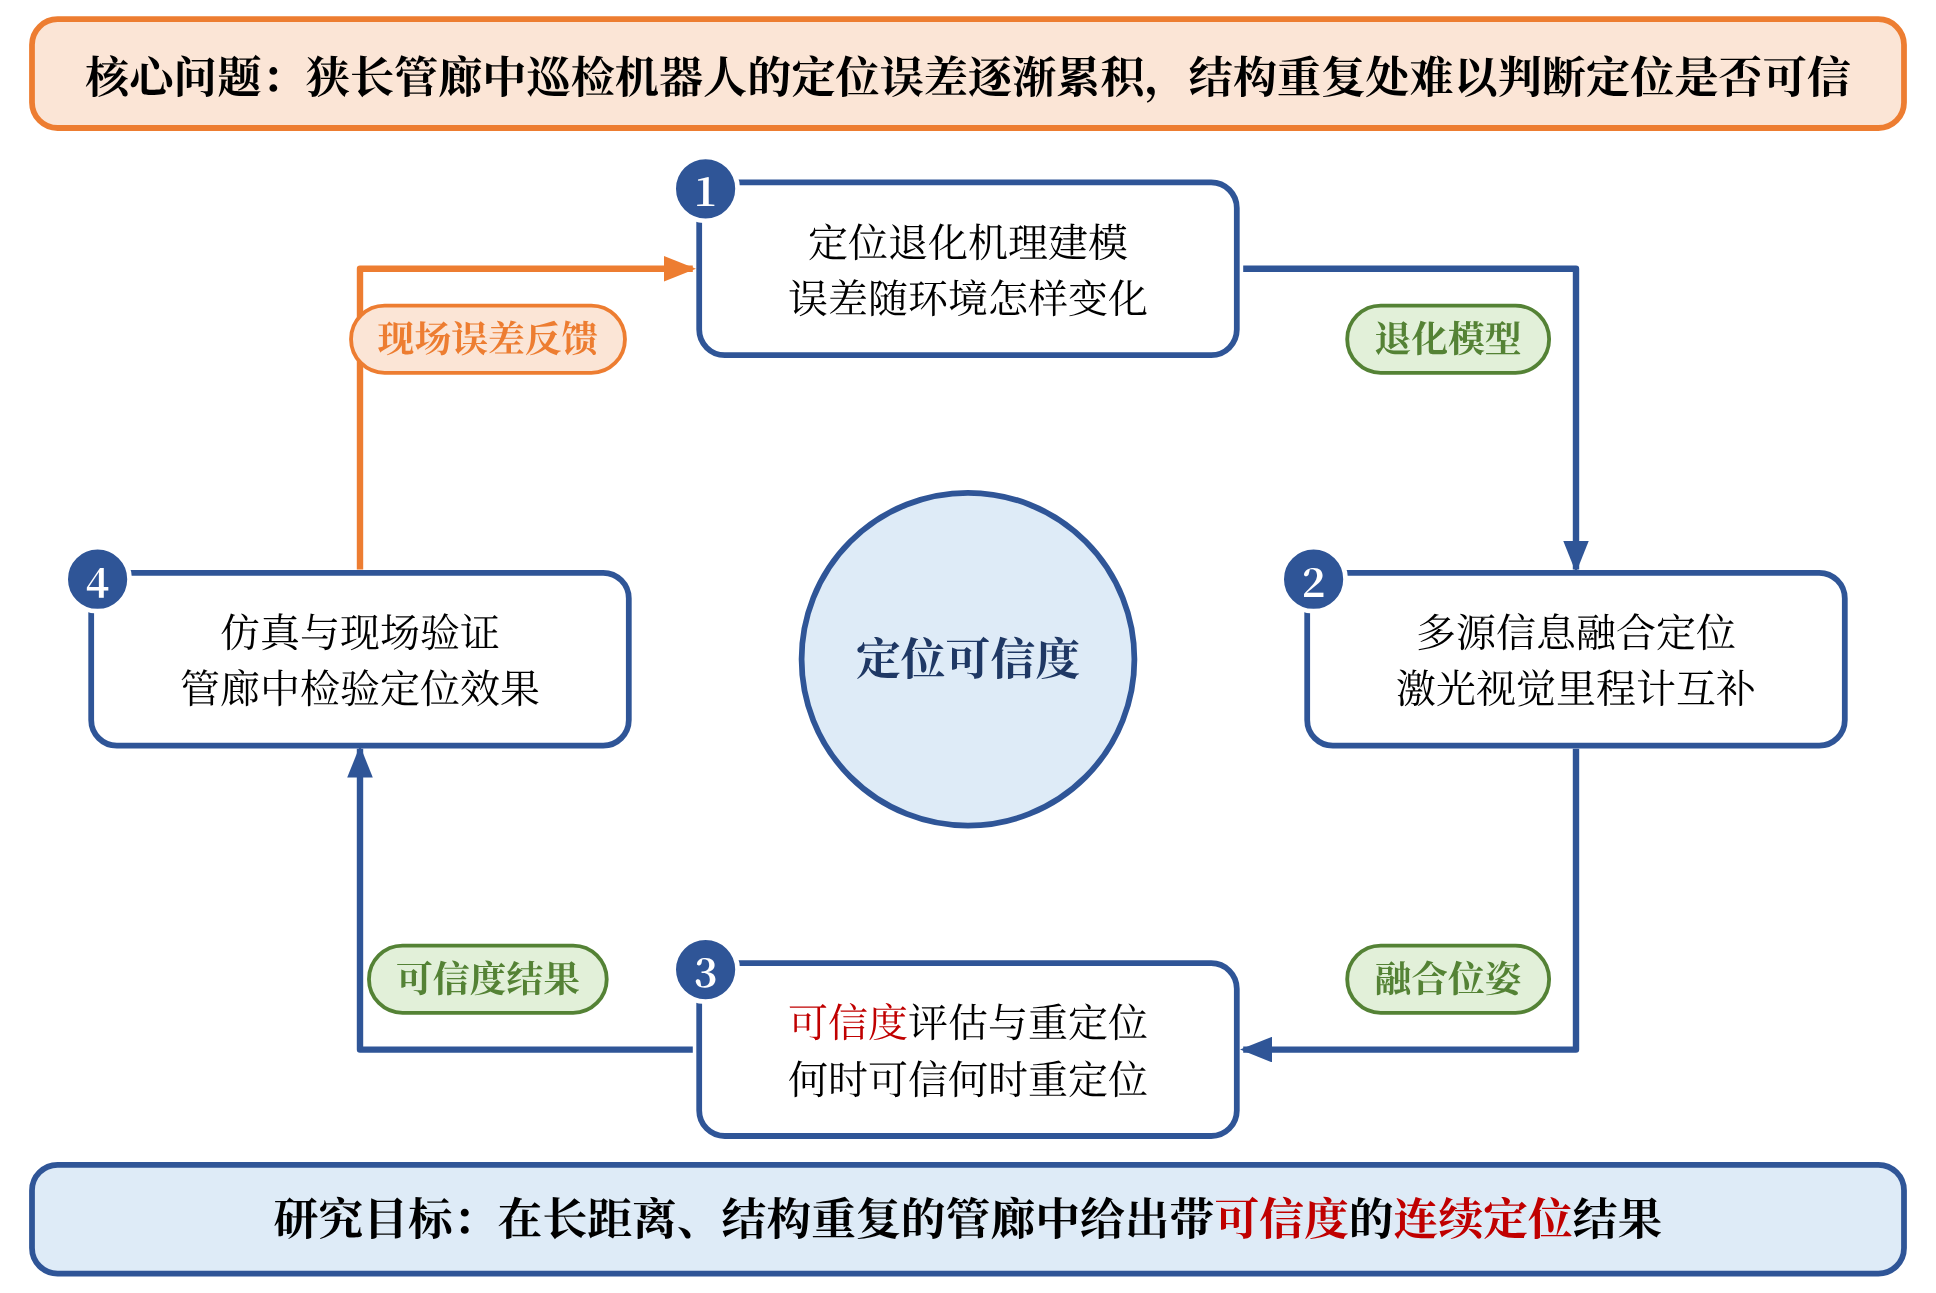 核心问题：狭长管廊中巡检机器人的定位误差逐渐累积，结构重复处难以判断定位是否可信
1
定位退化机理建模
误差随环境怎样变化
现场误差反馈
退化模型
4
仿真与现场验证
管廊中检验定位效果
定位可信度
2
多源信息融合定位
激光视觉里程计互补
可信度结果
3
可信度评估与重定位
何时可信何时重定位
融合位姿
研究目标：在长距离、结构重复的管廊中给出带可信度的连续定位结果